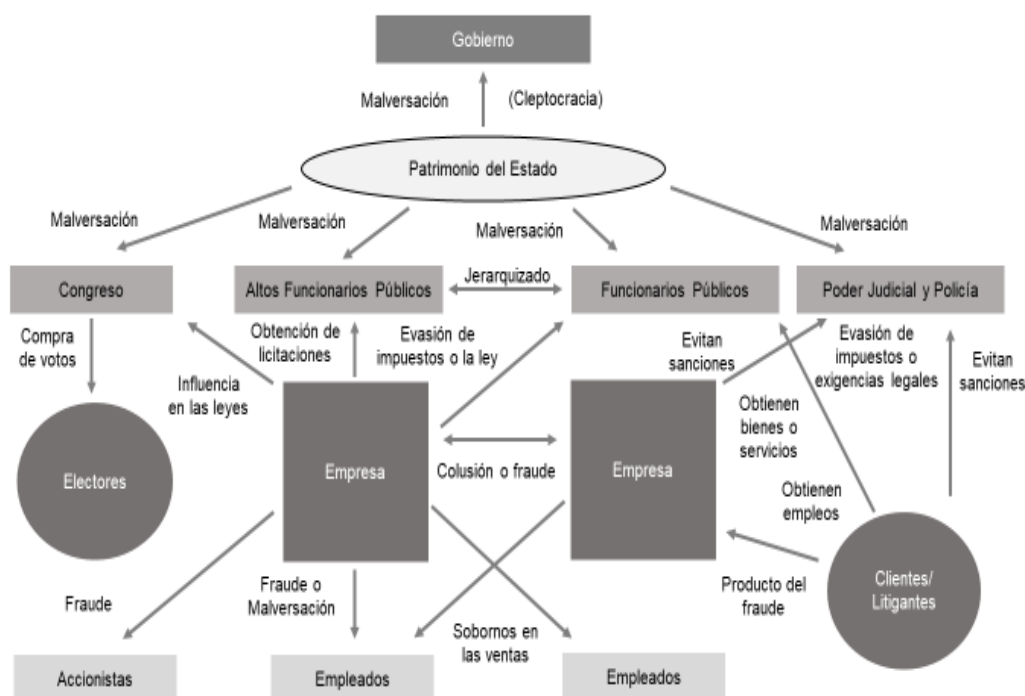 Gobierno
Malversación
(Cleptocracia)
Patrimonio del Estado
Malversación
Malversación
Malversación
Malversación
Congreso
Altos Funcionarios Públicos
Jerarquizado
Funcionarios Públicos
Poder Judicial y Policía
Compra
de votos
Obtención de
licitaciones
Evasión de
impuestos o la ley
Evitan
sanciones
Evasión de
impuestos o
exigencias legales
Evitan
sanciones
Influencia
en las leyes
Obtienen
bienes o
servicios
Electores
Empresa
Colusión o fraude
Empresa
Obtienen
empleos
Clientes/
Litigantes
Fraude
Fraude o
Malversación
Producto del
fraude
Sobornos en
las ventas
Accionistas
Empleados
Empleados